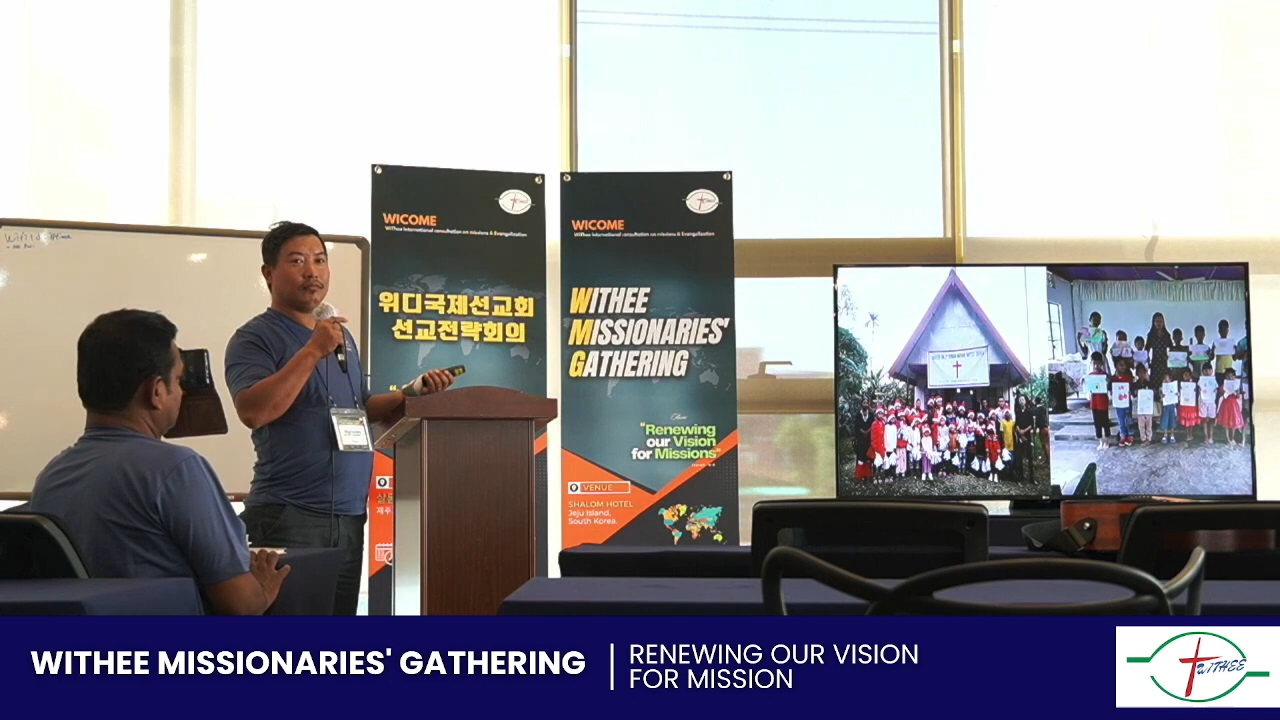 WICOME
WiThee International consultation on missions & Evangelization
위디국제선교회
선교전략회의
WICOME
WiThee International consultation on missions & Evangelization
WITHEE
MISSIONARIES'
GATHERING
Theme
"Renewing
our Vision
for Missions"
VENUE
SHALOM HOTEL
Jeju Island,
South Korea.
WITHEE MISSIONARIES' GATHERING
RENEWING OUR VISION
FOR MISSION
WITHEE